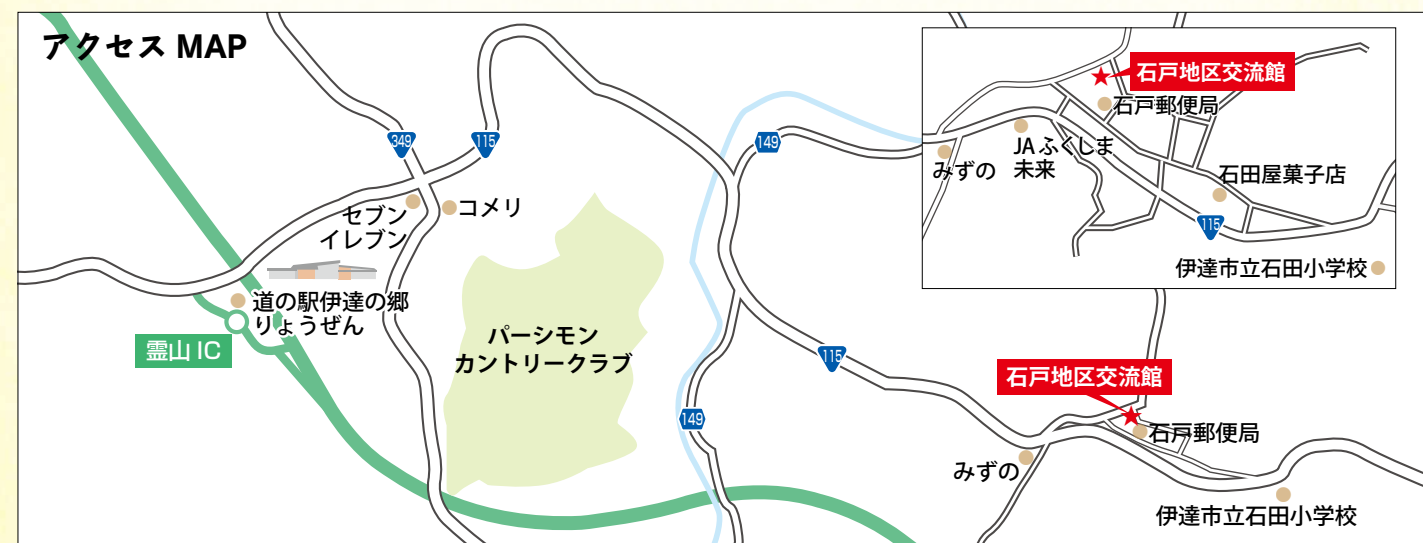 アクセス MAP
349
115
149
セブン
イレブン
コメリ
道の駅伊達の郷
りょうぜん
霊山 IC
パーシモン
カントリークラブ
149
115
石戸地区交流館
石戸郵便局
みずの
伊達市立石田小学校
石戸地区交流館
石戸郵便局
JA ふくしま
未来
みずの
石田屋菓子店
115
伊達市立石田小学校